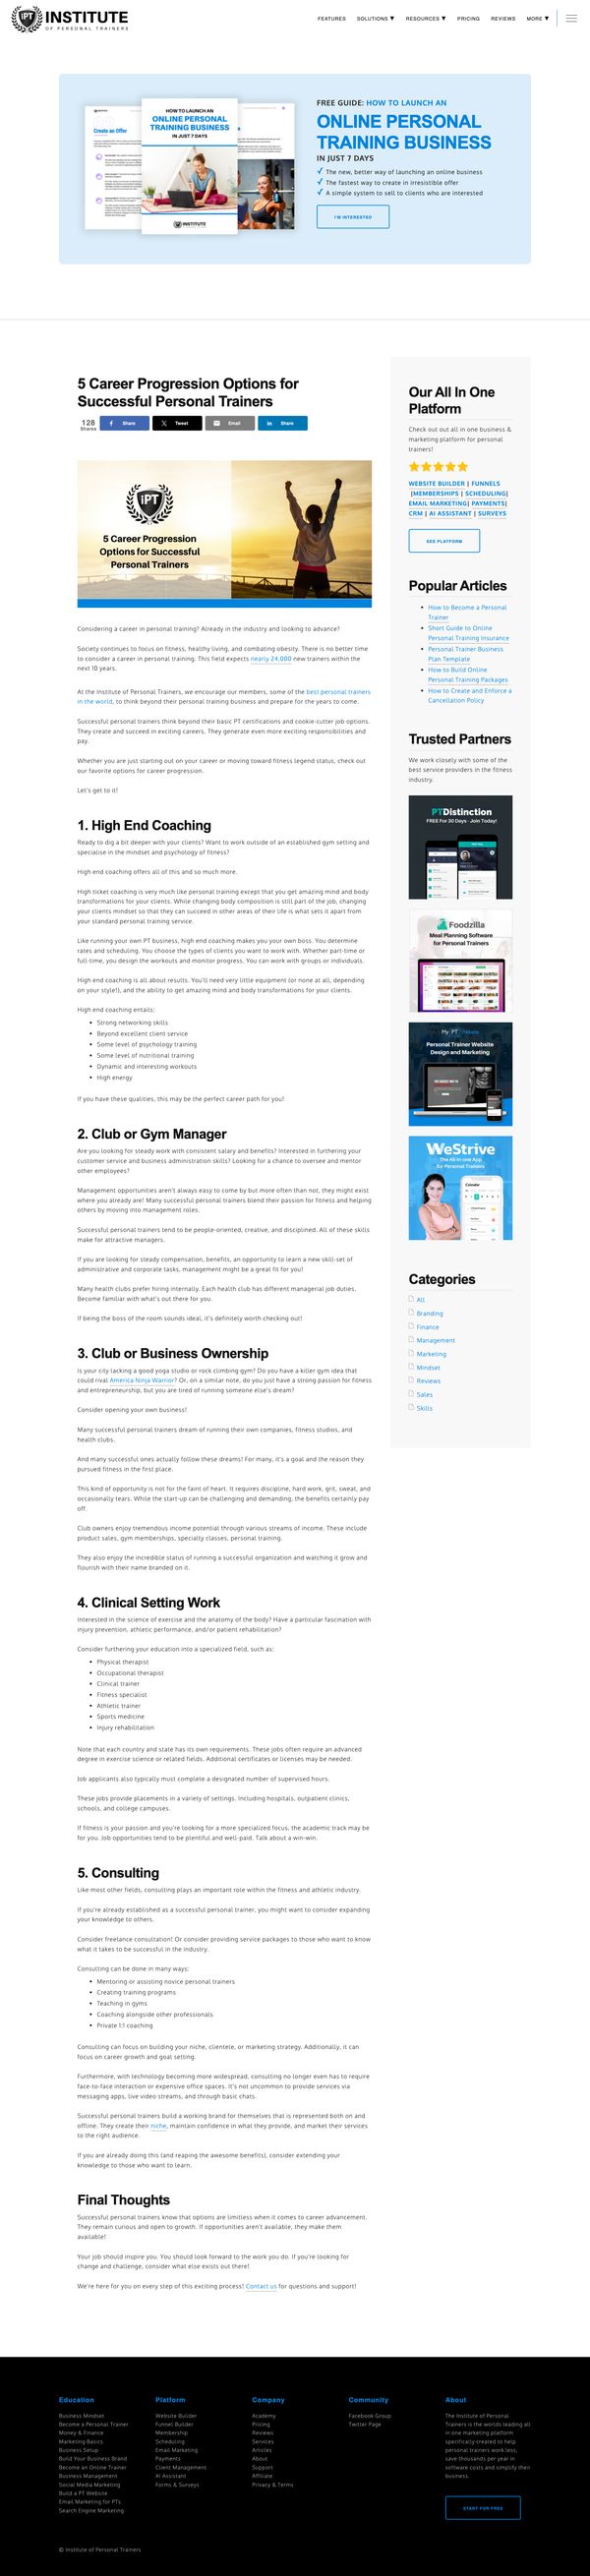 IPT INSTITUTE
OF PERSONAL TRAINERS
FEATURES
SOLUTIONS ▼
RESOURCES ▼
PRICING
REVIEWS
MORE ▼
Create an Offer
HOW TO LAUNCH AN
ONLINE PERSONAL
TRAINING BUSINESS
IN JUST 7 DAYS
INSTITUTE
FREE GUIDE: HOW TO LAUNCH AN
ONLINE PERSONAL
TRAINING BUSINESS
IN JUST 7 DAYS
✓ The new, better way of launching an online business
✓ The fastest way to create in irresistible offer
✓ A simple system to sell to clients who are interested
I'M INTERESTED
5 Career Progression Options for
Successful Personal Trainers
128
Shares
Share
Tweet
Email
Share
IPT
5 Career Progression
Options for Successful
Personal Trainers
Considering a career in personal training? Already in the industry and looking to advance?
Society continues to focus on fitness, healthy living, and combating obesity. There is no better time
to consider a career in personal training. This field expects nearly 24,000 new trainers within the
next 10 years.
At the Institute of Personal Trainers, we encourage our members, some of the best personal trainers
in the world, to think beyond their personal training business and prepare for the years to come.
Successful personal trainers think beyond their basic PT certifications and cookie-cutter job options.
They create and succeed in exciting careers. They generate even more exciting responsibilities and
pay.
Whether you are just starting out on your career or moving toward fitness legend status, check out
our favorite options for career progression.
Let's get to it!
1. High End Coaching
Ready to dig a bit deeper with your clients? Want to work outside of an established gym setting and
specialise in the mindset and psychology of fitness?
High-end coaching offers all of this and so much more.
High ticket coaching is very much like personal training except that you get amazing mind and body
transformations for your clients. While changing body composition is still part of the job, changing
your clients mindset so that they can succeed in other areas of their life is what sets it apart from
your standard personal training service.
Like running your own PT business, high end coaching makes you your own boss. You determine
rates and scheduling. You choose the types of clients you want to work with. Whether part-time or
full-time, you design the workouts and monitor progress. You can work with groups or individuals.
High end coaching is all about results. You'll need very little equipment (or none at all, depending
on your style!), and the ability to get amazing mind and body transformations for your clients.
High end coaching entails:
• Strong networking skills
• Beyond excellent client service
• Some level of psychology training
• Some level of nutritional training
• Dynamic and interesting workouts
• High energy
If you have these qualities, this may be the perfect career path for you!
2. Club or Gym Manager
Are you looking for steady work with consistent salary and benefits? Interested in furthering your
customer service and business administration skills? Looking for a chance to oversee and mentor
other employees?
Management opportunities aren't always easy to come by but more often than not, they might exist
where you already are! Many successful personal trainers blend their passion for fitness and helping
others by moving into management roles.
Successful personal trainers tend to be people-oriented, creative, and disciplined. All of these skills
make for attractive managers.
If you are looking for steady compensation, benefits, an opportunity to learn a new skill-set of
administrative and corporate tasks, management might be a great fit for you!
Many health clubs prefer hiring internally. Each health club has different managerial job duties.
Become familiar with what's out there for you.
If being the boss of the room sounds ideal, it's definitely worth checking out!
3. Club or Business Ownership
Is your city lacking a good yoga studio or rock climbing gym? Do you have a killer gym idea that
could rival America Ninja Warrior? Or, on a similar note, do you just have a strong passion for fitness
and entrepreneurship, but you are tired of running someone else's dream?
Consider opening your own business!
Many successful personal trainers dream of running their own companies, fitness studios, and
health clubs.
And many successful ones actually follow these dreams! For many, it's a goal and the reason they
pursued fitness in the first place.
This kind of opportunity is not for the faint of heart. It requires discipline, hard work, grit, sweat, and
occasionally tears. While the start-up can be challenging and demanding, the benefits certainly pay
off.
Club owners enjoy tremendous income potential through various streams of income. These include
product sales, gym memberships, specialty classes, personal training.
They also enjoy the incredible status of running a successful organization and watching it grow and
flourish with their name branded on it.
4. Clinical Setting Work
Interested in the science of exercise and the anatomy of the body? Have a particular fascination with
injury prevention, athletic performance, and/or patient rehabilitation?
Consider furthering your education into a specialized field, such as:
• Physical therapist
• Occupational therapist
• Clinical trainer
• Fitness specialist
• Athletic trainer
• Sports medicine
• Injury rehabilitation
Note that each country and state has its own requirements. These jobs often require an advanced
degree in exercise science or related fields. Additional certificates or licenses may be needed.
Job applicants also typically must complete a designated number of supervised hours.
These jobs provide placements in a variety of settings. Including hospitals, outpatient clinics,
schools, and college campuses.
If fitness is your passion and you're looking for a more specialized focus, the academic track may be
for you. Job opportunities tend to be plentiful and well-paid. Talk about a win-win.
5. Consulting
Like most other fields, consulting plays an important role within the fitness and athletic industry.
If you're already established as a successful personal trainer, you might want to consider expanding
your knowledge to others.
Consider freelance consultation! Or consider providing service packages to those who want to know
what it takes to be successful in the industry.
Consulting can be done in many ways:
• Mentoring or assisting novice personal trainers
• Creating training programs
• Teaching in gyms
• Coaching alongside other professionals
• Private 1:1 coaching
Consulting can focus on building your niche, clientele, or marketing strategy. Additionally, it can
focus on career growth and goal setting.
Furthermore, with technology becoming more widespread, consulting no longer even has to require
face-to-face interaction or expensive office spaces. It's not uncommon to provide services via
messaging apps, live video streams, and through basic chats.
Successful personal trainers build a working brand for themselves that is represented both on and
offline. They create their niche, maintain confidence in what they provide, and market their services
to the right audience.
If you are already doing this (and reaping the awesome benefits), consider extending your
knowledge to those who want to learn.
Final Thoughts
Successful personal trainers know that options are limitless when it comes to career advancement.
They remain curious and open to growth. If opportunities aren't available, they make them
available!
Your job should inspire you. You should look forward to the work you do. If you're looking for
change and challenge, consider what else exists out there!
We're here for you on every step of this exciting process! Contact us for questions and support!
Our All In One
Platform
Check out out all in one business &
marketing platform for personal
trainers!
WEBSITE BUILDER | FUNNELS
|MEMBERSHIPS | SCHEDULING|
EMAIL MARKETING| PAYMENTS|
CRM | AI ASSISTANT | SURVEYS
SEE PLATFORM
Popular Articles
• How to Become a Personal
Trainer
• Short Guide to Online
Personal Training Insurance
• Personal Trainer Business
Plan Template
• How to Build Online
Personal Training Packages
• How to Create and Enforce a
Cancellation Policy
Trusted Partners
We work closely with some of the
best service providers in the fitness
industry.
PTDistinction
FREE For 30 Days - Join Today!
Foodzilla
Meal Planning Software
for Personal Trainers
My PT
Personal Trainer Website
Design and Marketing
WeStrive
The All-in-one App
for Personal Trainers
Calendar
Categories
All
Branding
Finance
Management
Marketing
Mindset
Reviews
Sales
Skills
Education
Business Mindset
Become a Personal Trainer
Money & Finance
Marketing Basics
Business Setup
Build Your Business Brand
Become an Online Trainer
Business Management
Social Media Marketing
Build a PT Website
Email Marketing for PTs
Search Engine Marketing
Platform
Website Builder
Funnel Builder
Membership
Scheduling
Email Marketing
Payments
Client Management
AI Assistant
Forms & Surveys
Company
Academy
Pricing
Reviews
Services
Articles
About
Support
Affiliate
Privacy & Terms
Community
Facebook Group
Twitter Page
About
The Institute of Personal
Trainers is the worlds leading all
in one marketing platform
specifically created to help
personal trainers work less,
save thousands per year in
software costs and simplify their
business.
START FOR FREE
© Institute of Personal Trainers